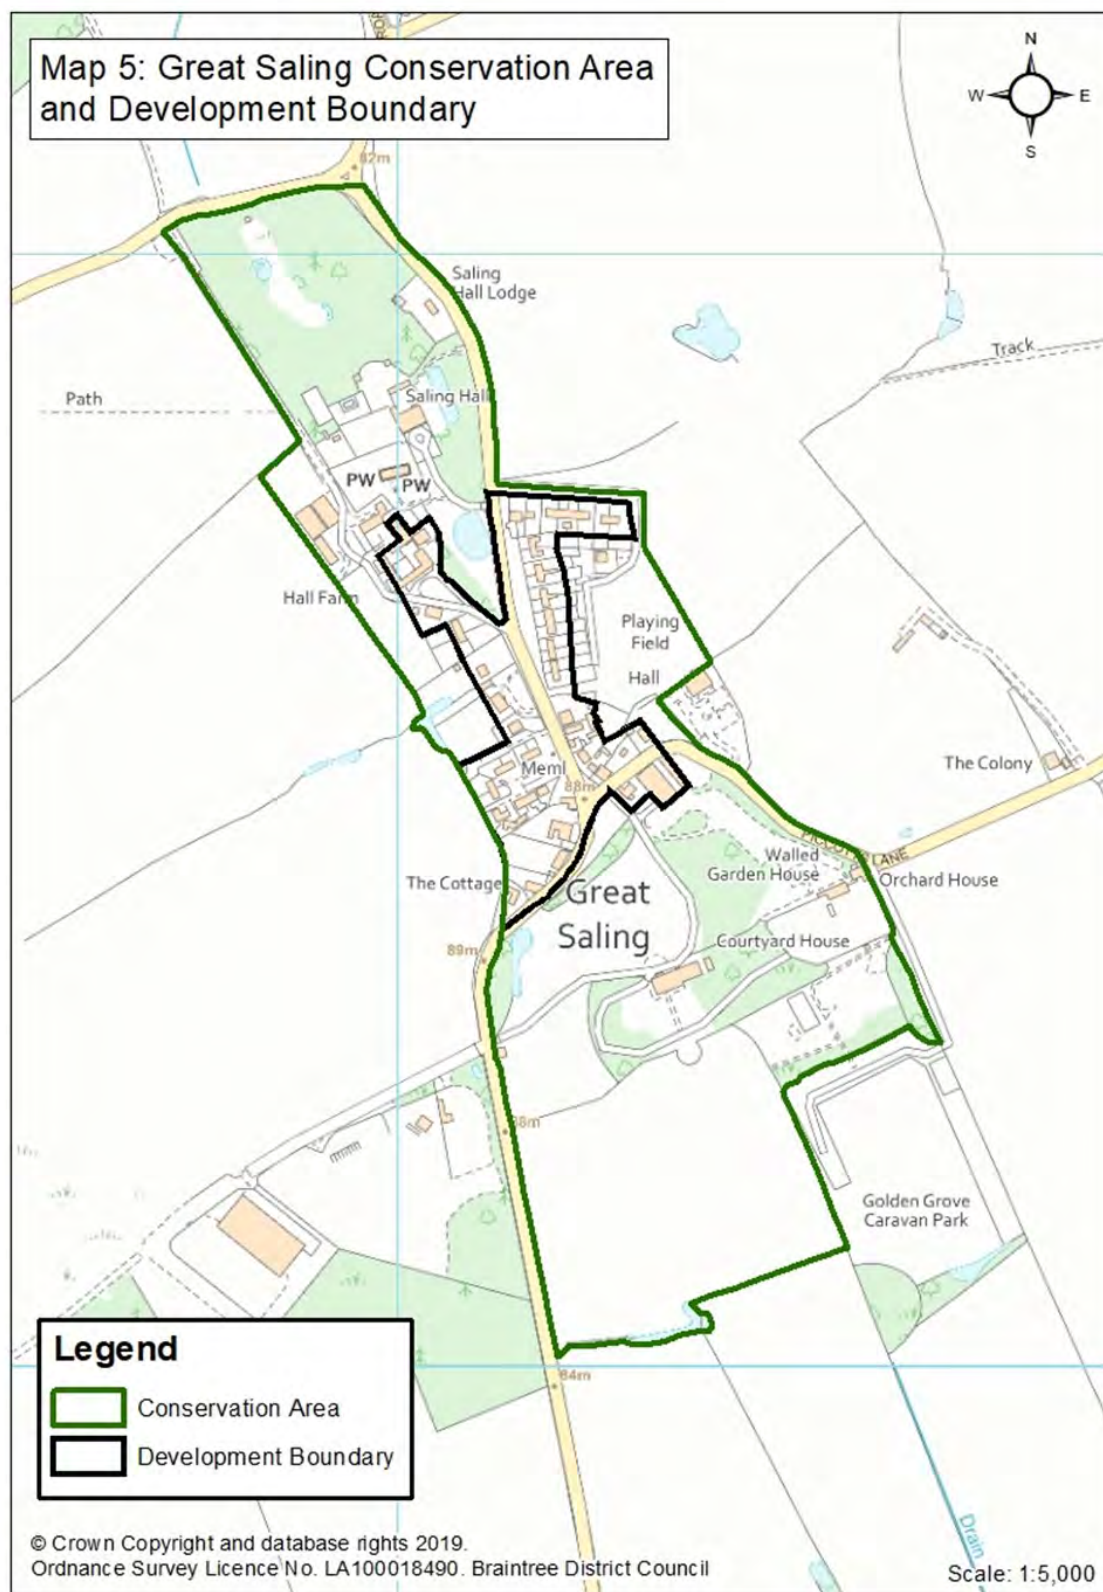 Map 5: Great Saling Conservation Area
and Development Boundary
N
W
E
S
82m
Saling
Hall Lodge
Track
Path
Saling Hall
PW
PW
Hall Farm
Playing
Field
Hall
The Colony
Meml
88m
LANE
Walled
Garden House
Orchard House
The Cottage
Great
Saling
Courtyard House
89m
88m
Golden Grove
Caravan Park
Legend
Conservation Area
Development Boundary
84m
Drain
© Crown Copyright and database rights 2019.
Ordnance Survey Licence No. LA100018490. Braintree District Council
Scale: 1:5,000